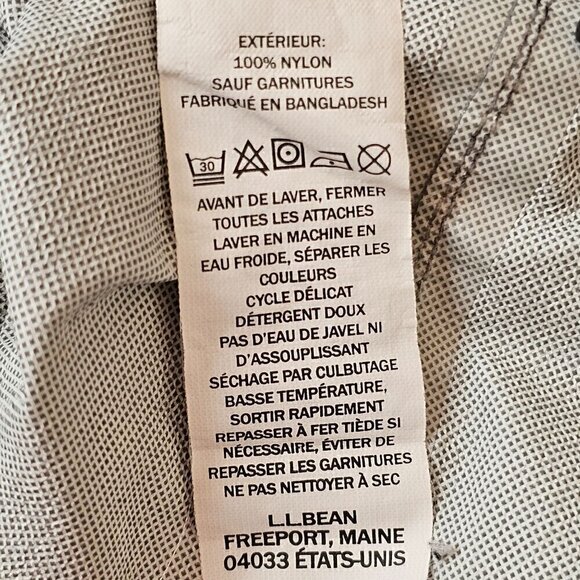 EXTÉRIEUR:
100% NYLON
SAUF GARNITURES
FABRIQUÉ EN BANGLADESH
30
AVANT DE LAVER, FERMER
TOUTES LES ATTACHES
LAVER EN MACHINE EN
EAU FROIDE, SÉPARER LES
COULEURS
CYCLE DÉLICAT
DÉTERGENT DOUX
PAS D'EAU DE JAVEL NI
D'ASSOUPLISSANT
SÉCHAGE PAR CULBUTAGE
BASSE TEMPÉRATURE,
SORTIR RAPIDEMENT
REPASSER À FER TIÈDE SI
NÉCESSAIRE, ÉVITER DE
REPASSER LES GARNITURES
NE PAS NETTOYER À SEC
L.L.BEAN
FREEPORT, MAINE
04033 ÉTATS-UNIS